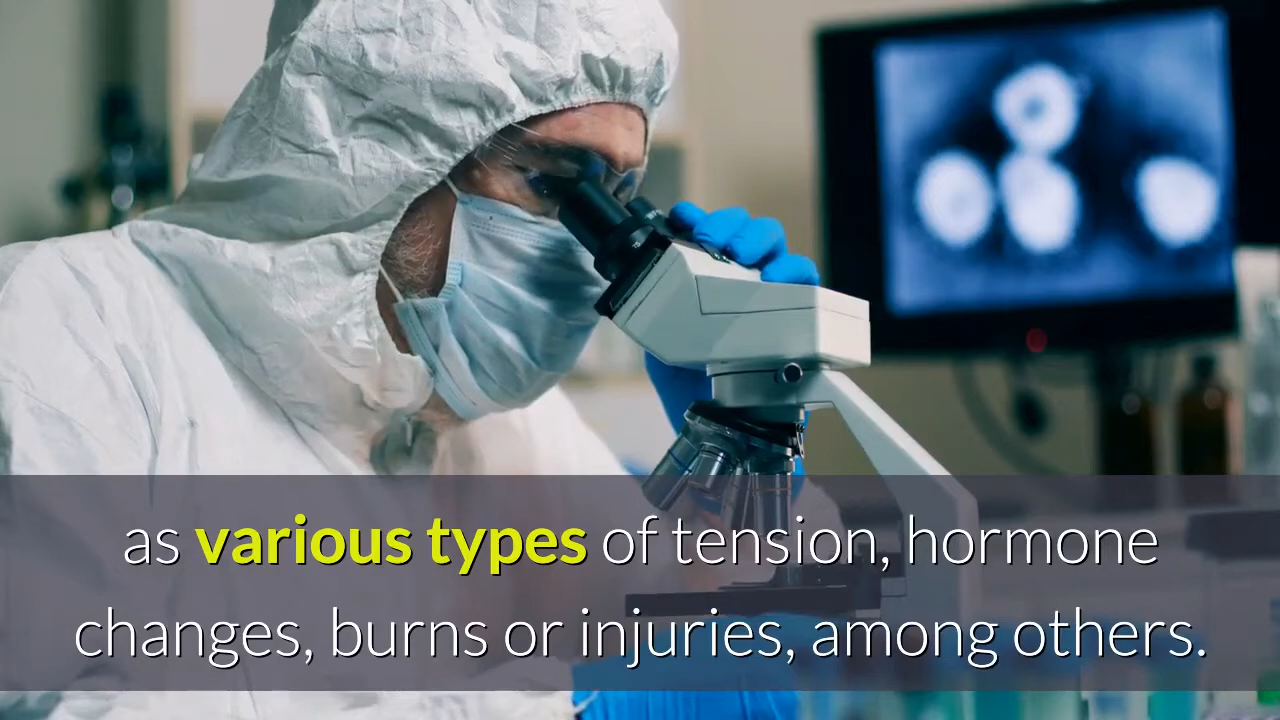 as various types of tension, hormone
changes, burns or injuries, among others.